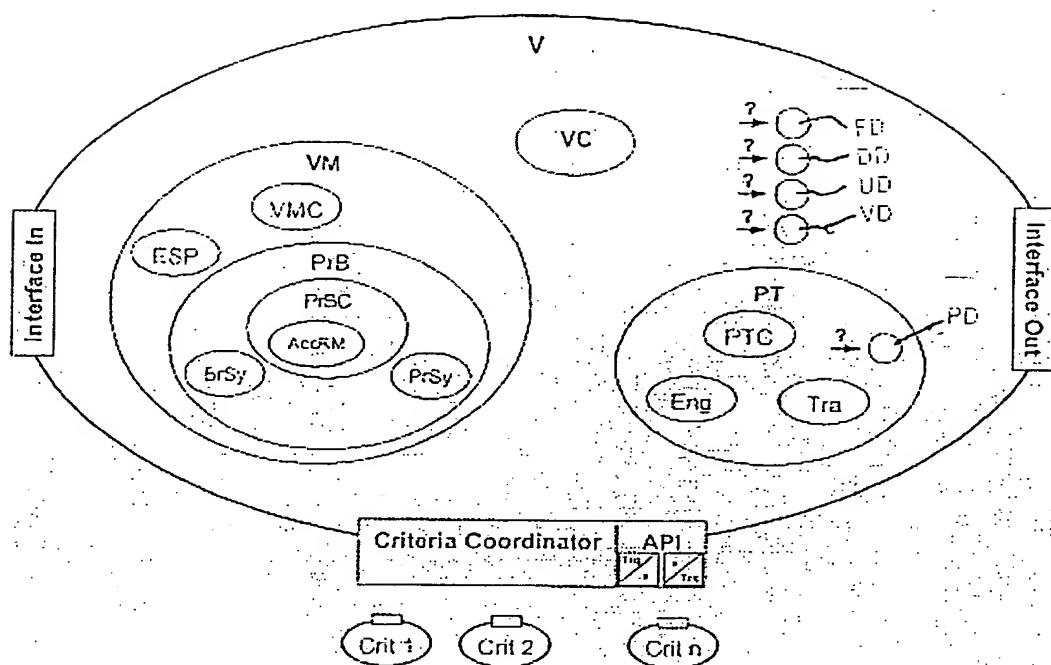 V
VC
?
FD
?
DD
?
UD
?
VD
VM
VMC
ESP
PrB
PrSC
AccRM
BrSy
PrSy
Interface In
Interface Out
PT
PTC
?
PD
Eng
Tra
Criteria Coordinator
API
Crit 1
Crit 2
Crit n